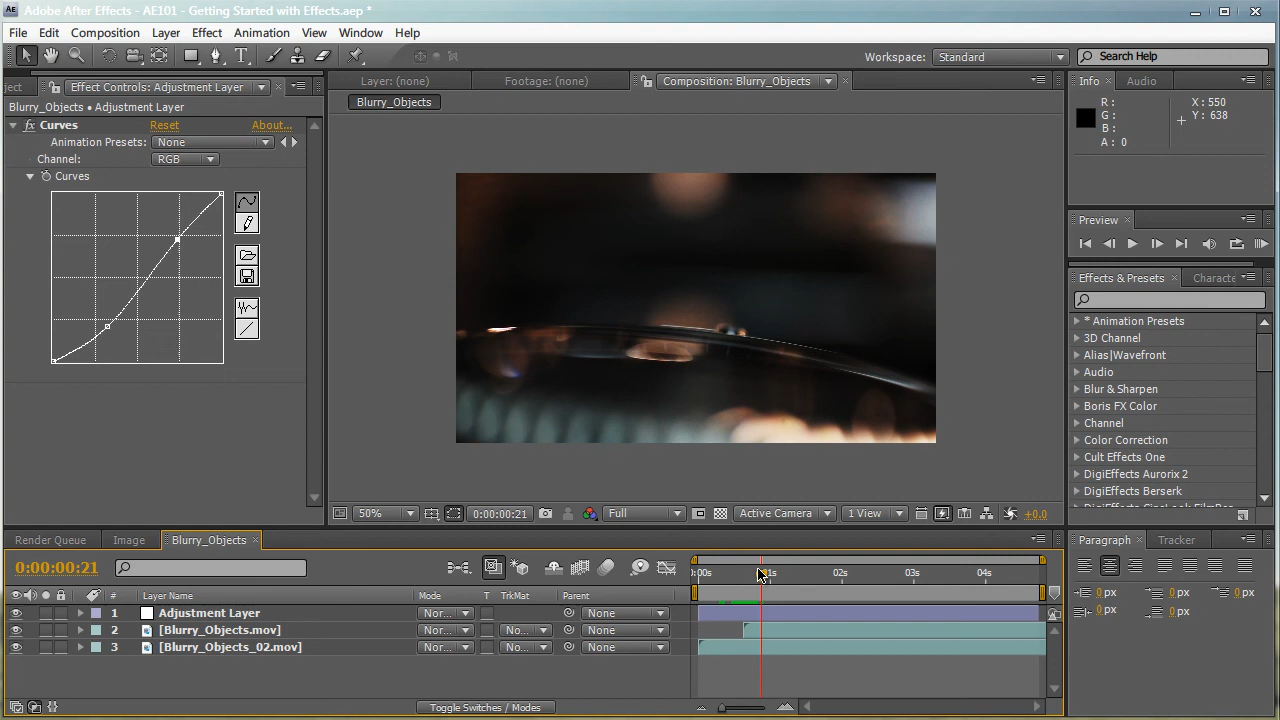 Adobe After Effects - AE101 - Getting Started with Effects.aep *
File Edit Composition Layer Effect Animation View Window Help
Workspace: Standard Search Help
ject Effect Controls: Adjustment Layer
Layer: (none) Footage: (none) Composition: Blurry_Objects
Info Audio
Blurry_Objects • Adjustment Layer
Blurry_Objects
R:
G:
B:
A: 0
X: 550
Y: 638
fx Curves Reset About...
Animation Presets: None
Channel: RGB
Curves
Preview
Effects & Presets Characte
* Animation Presets
3D Channel
Alias|Wavefront
Audio
Blur & Sharpen
Boris FX Color
Channel
Color Correction
Cult Effects One
DigiEffects Aurorix 2
DigiEffects Berserk
50% 0:00:00:21 Full Active Camera 1 View +0.0
Render Queue Image Blurry_Objects
Paragraph Tracker
0:00:00:21
):00s 01s 02s 03s 04s
# Layer Name Mode T TrkMat Parent
1 Adjustment Layer Nor... None
2 [Blurry_Objects.mov] Nor... No... None
3 [Blurry_Objects_02.mov] Nor... No... None
0 px 0 px 0 px
0 px 0 px
Toggle Switches / Modes